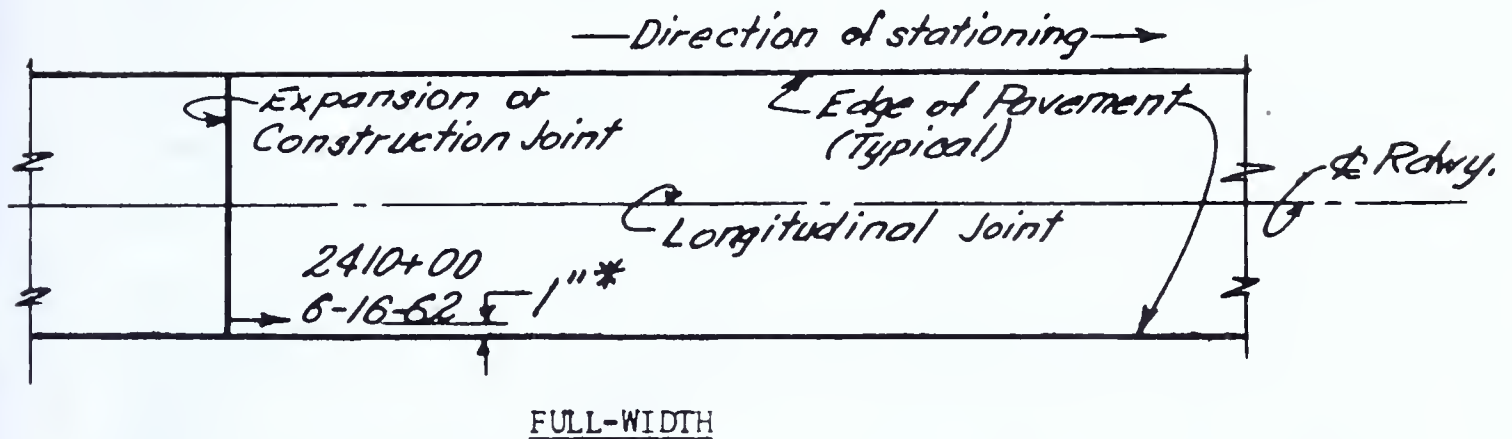 Direction of stationing
Expansion or
Construction Joint
Edge of Pavement
(Typical)
℄ Rdwy.
Longitudinal Joint
2410+00
6-16-62
1"*
FULL-WIDTH